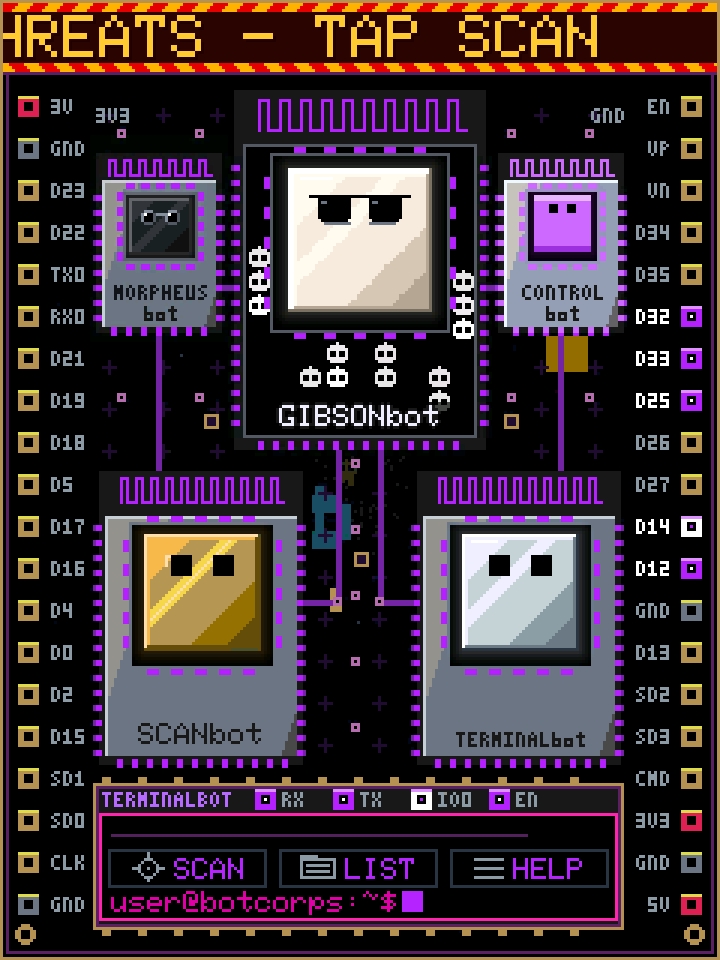 HREATS - TAP SCAN
3V
3V3
GND
EN
GND
VP
D23
VN
D22
D34
TX0
D35
MORPHEUS
bot
CONTROL
bot
RX0
D32
D21
D33
D19
D25
GIBSONbot
D18
D26
D5
D27
D17
D14
D16
D12
D4
GND
D0
D13
D2
SD2
D15
SD3
SCANbot
TERMINALbot
SD1
CMD
TERMINALBOT RX TX IO0 EN
SD0
3V3
CLK
GND
SCAN LIST HELP
GND
5V
user@botcorps:~$